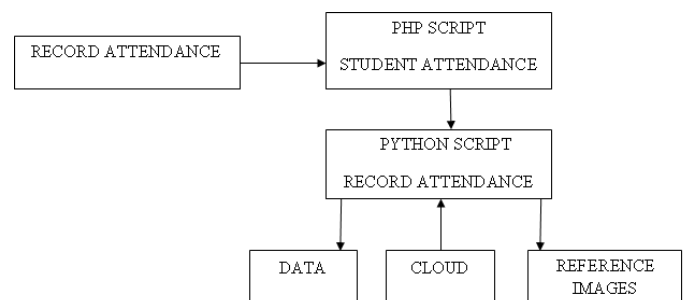 RECORD ATTENDANCE
PHP SCRIPT
STUDENT ATTENDANCE
PYTHON SCRIPT
RECORD ATTENDANCE
DATA
CLOUD
REFERENCE
IMAGES